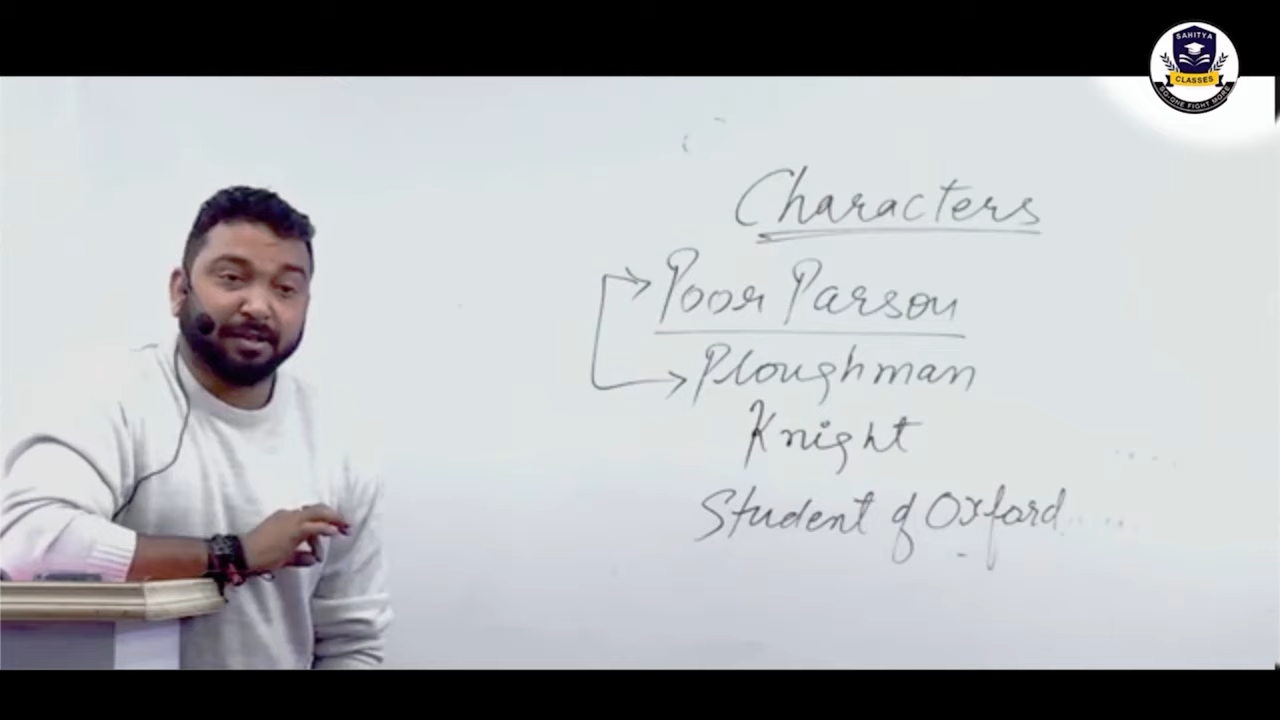 SAHITYA
CLASSES
Characters
Poor Parson
Ploughman
Knight
Student of Oxford